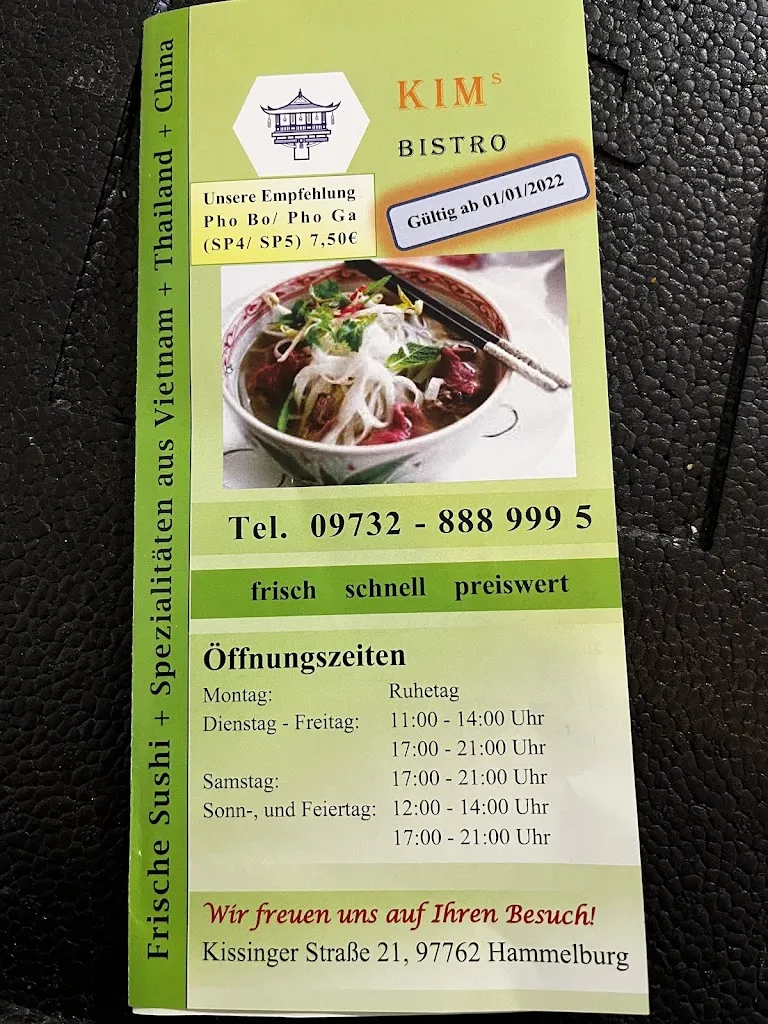 Frische Sushi + Spezialitäten aus Vietnam + Thailand + China
KIMs
BISTRO
Unsere Empfehlung
Pho Bo/ Pho Ga
(SP4/ SP5) 7,50€
Gültig ab 01/01/2022
Tel. 09732 - 888 999 5
frisch schnell preiswert
Öffnungszeiten
Montag: Ruhetag
Dienstag - Freitag: 11:00 - 14:00 Uhr
17:00 - 21:00 Uhr
Samstag: 17:00 - 21:00 Uhr
Sonn-, und Feiertag: 12:00 - 14:00 Uhr
17:00 - 21:00 Uhr
Wir freuen uns auf Ihren Besuch!
Kissinger Straße 21, 97762 Hammelburg